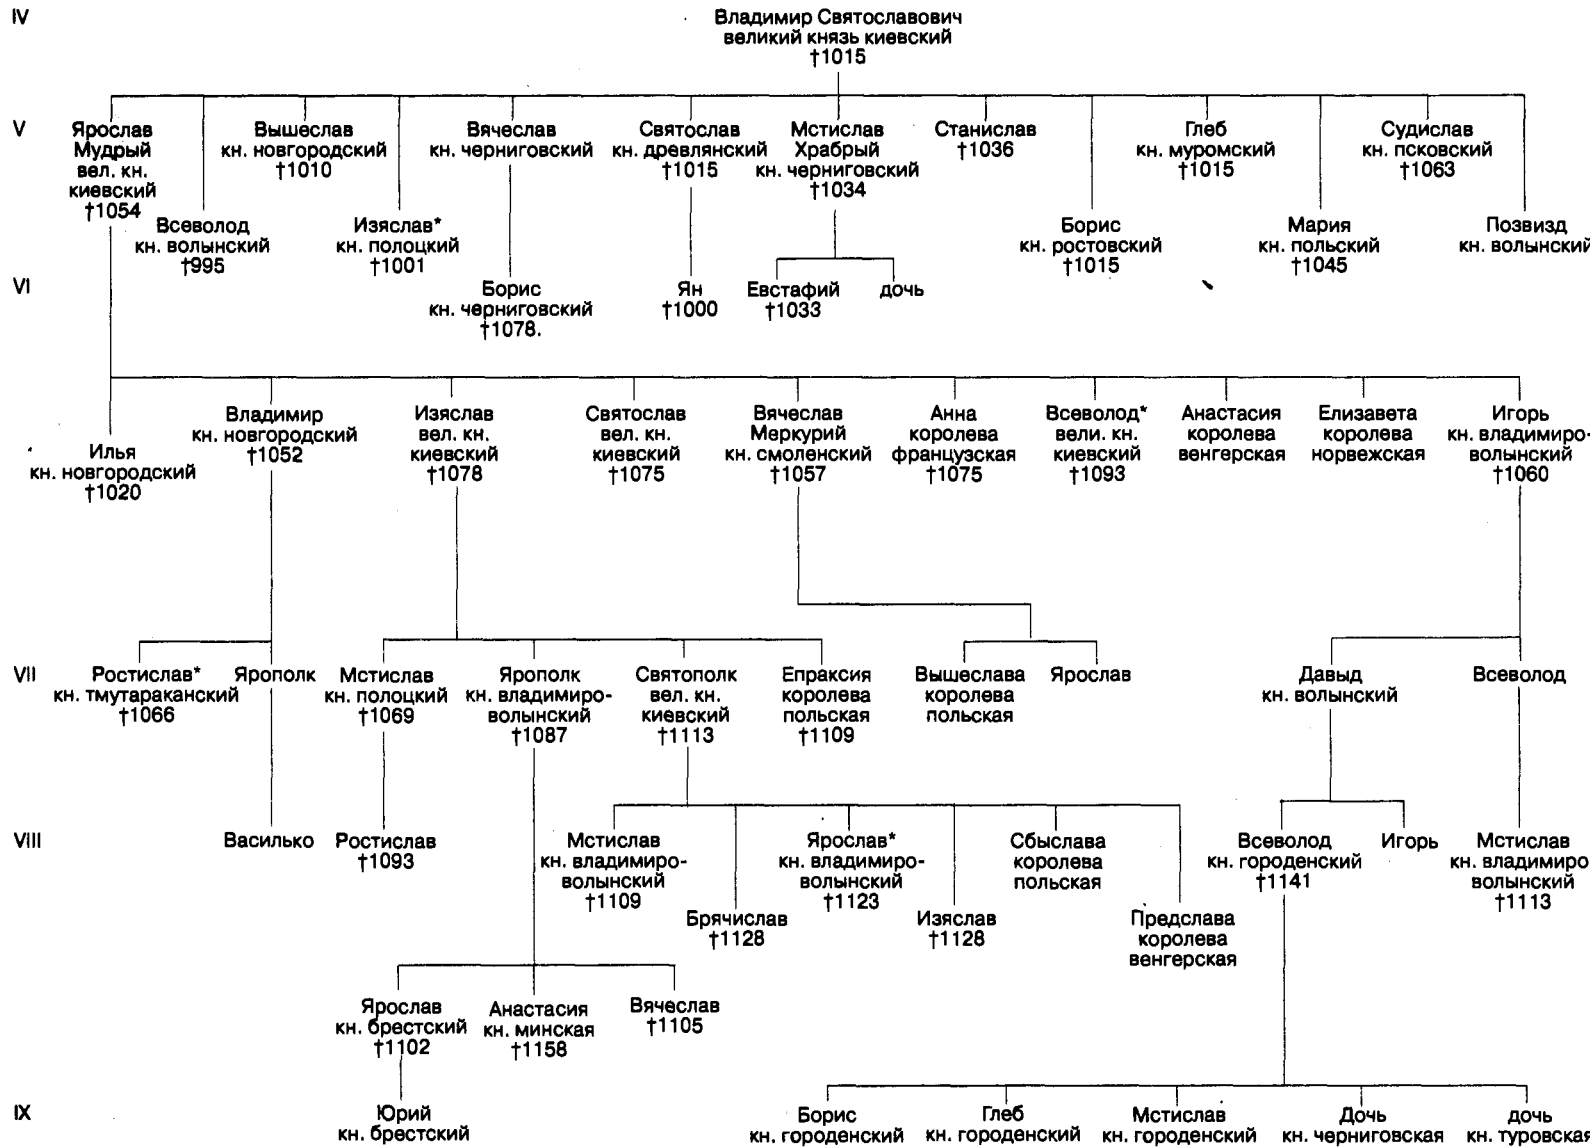 IV
Владимир Святославович
великий князь киевский
†1015
V
Ярослав
Мудрый
вел. кн.
киевский
†1054
Всеволод
кн. волынский
†995
Вышеслав
кн. новгородский
†1010
Изяслав*
кн. полоцкий
†1001
Вячеслав
кн. черниговский
Святослав
кн. древлянский
†1015
Мстислав
Храбрый
кн. черниговский
†1034
Станислав
†1036
Борис
кн. ростовский
†1015
Глеб
кн. муромский
†1015
Мария
кн. польский
†1045
Судислав
кн. псковский
†1063
Позвизд
кн. волынский
VI
Борис
кн. черниговский
†1078.
Ян
†1000
Евстафий
†1033
дочь
Илья
кн. новгородский
†1020
Владимир
кн. новгородский
†1052
Изяслав
вел. кн.
киевский
†1078
Святослав
вел. кн.
киевский
†1075
Вячеслав
Меркурий
кн. смоленский
†1057
Анна
королева
французская
†1075
Всеволод*
вели. кн.
киевский
†1093
Анастасия
королева
венгерская
Елизавета
королева
норвежская
Игорь
кн. владимиро-
волынский
†1060
VII
Ростислав*
кн. тмутараканский
†1066
Ярополк
Мстислав
кн. полоцкий
†1069
Ярополк
кн. владимиро-
волынский
†1087
Святополк
вел. кн.
киевский
†1113
Епраксия
королева
польская
†1109
Вышеслава
королева
польская
Ярослав
Давыд
кн. волынский
Всеволод
VIII
Василько
Ростислав
†1093
Мстислав
кн. владимиро-
волынский
†1109
Брячислав
†1128
Ярослав*
кн. владимиро-
волынский
†1123
Изяслав
†1128
Сбыслава
королева
польская
Предслава
королева
венгерская
Всеволод
кн. городенский
†1141
Игорь
Мстислав
кн. владимиро
волынский
†1113
Ярослав
кн. брестский
†1102
Анастасия
кн. минская
†1158
Вячеслав
†1105
IX
Юрий
кн. брестский
Борис
кн. городенский
Глеб
кн. городенский
Мстислав
кн. городенский
Дочь
кн. черниговская
дочь
кн. туровская